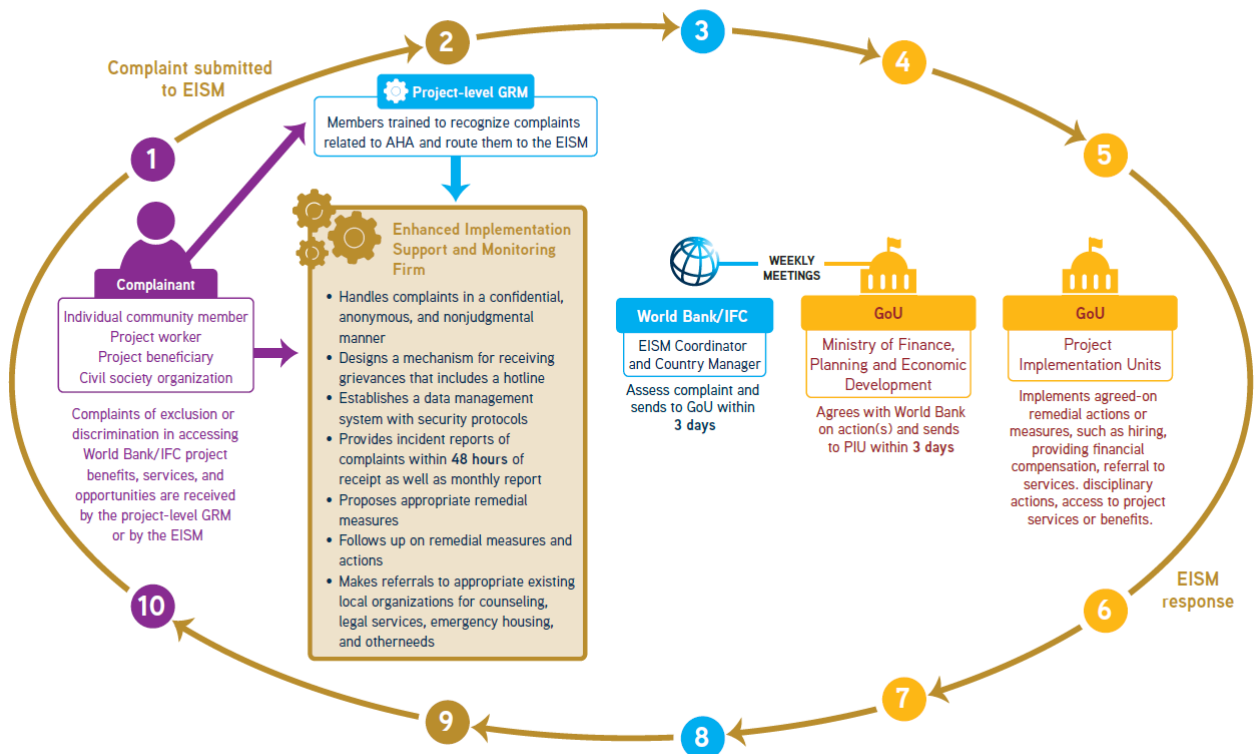 1
2
3
4
5
6
7
8
9
10
Complaint submitted
to EISM
EISM
response
Project-level GRM
Members trained to recognize complaints
related to AHA and route them to the EISM
Complainant
Individual community member
Project worker
Project beneficiary
Civil society organization
Complaints of exclusion or
discrimination in accessing
World Bank/IFC project
benefits, services, and
opportunities are received
by the project-level GRM
or by the EISM
Enhanced Implementation
Support and Monitoring
Firm
• Handles complaints in a confidential,
anonymous, and nonjudgmental
manner
• Designs a mechanism for receiving
grievances that includes a hotline
• Establishes a data management
system with security protocols
• Provides incident reports of
complaints within 48 hours of
receipt as well as monthly report
• Proposes appropriate remedial
measures
• Follows up on remedial measures and
actions
• Makes referrals to appropriate existing
local organizations for counseling,
legal services, emergency housing,
and otherneeds
WEEKLY
MEETINGS
World Bank/IFC
EISM Coordinator
and Country Manager
Assess complaint and
sends to GoU within
3 days
GoU
Ministry of Finance,
Planning and Economic
Development
Agrees with World Bank
on action(s) and sends
to PIU within 3 days
GoU
Project
Implementation Units
Implements agreed-on
remedial actions or
measures, such as hiring,
providing financial
compensation, referral to
services. disciplinary
actions, access to project
services or benefits.